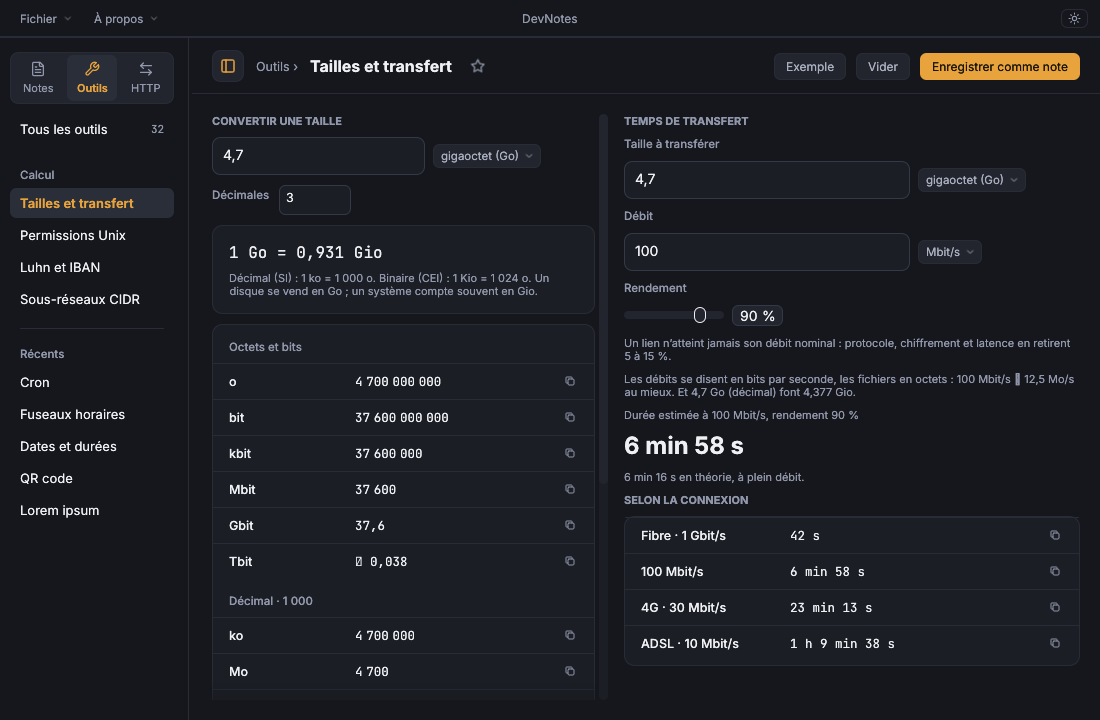 Fichier
À propos
DevNotes
Notes
Outils
HTTP
Tous les outils 32
Calcul
Tailles et transfert
Permissions Unix
Luhn et IBAN
Sous-réseaux CIDR
Récents
Cron
Fuseaux horaires
Dates et durées
QR code
Lorem ipsum
Outils › Tailles et transfert
Exemple
Vider
Enregistrer comme note
CONVERTIR UNE TAILLE
4,7 gigaoctet (Go)
Décimales 3
1 Go = 0,931 Gio
Décimal (SI) : 1 ko = 1 000 o. Binaire (CEI) : 1 Kio = 1 024 o. Un
disque se vend en Go ; un système compte souvent en Gio.
Octets et bits
o 4 700 000 000
bit 37 600 000 000
kbit 37 600 000
Mbit 37 600
Gbit 37,6
Tbit 0,038
Décimal · 1 000
ko 4 700 000
Mo 4 700
TEMPS DE TRANSFERT
Taille à transférer
4,7 gigaoctet (Go)
Débit
100 Mbit/s
Rendement
90 %
Un lien n’atteint jamais son débit nominal : protocole, chiffrement et latence en retirent
5 à 15 %.
Les débits se disent en bits par seconde, les fichiers en octets : 100 Mbit/s 12,5 Mo/s
au mieux. Et 4,7 Go (décimal) font 4,377 Gio.
Durée estimée à 100 Mbit/s, rendement 90 %
6 min 58 s
6 min 16 s en théorie, à plein débit.
SELON LA CONNEXION
Fibre · 1 Gbit/s 42 s
100 Mbit/s 6 min 58 s
4G · 30 Mbit/s 23 min 13 s
ADSL · 10 Mbit/s 1 h 9 min 38 s